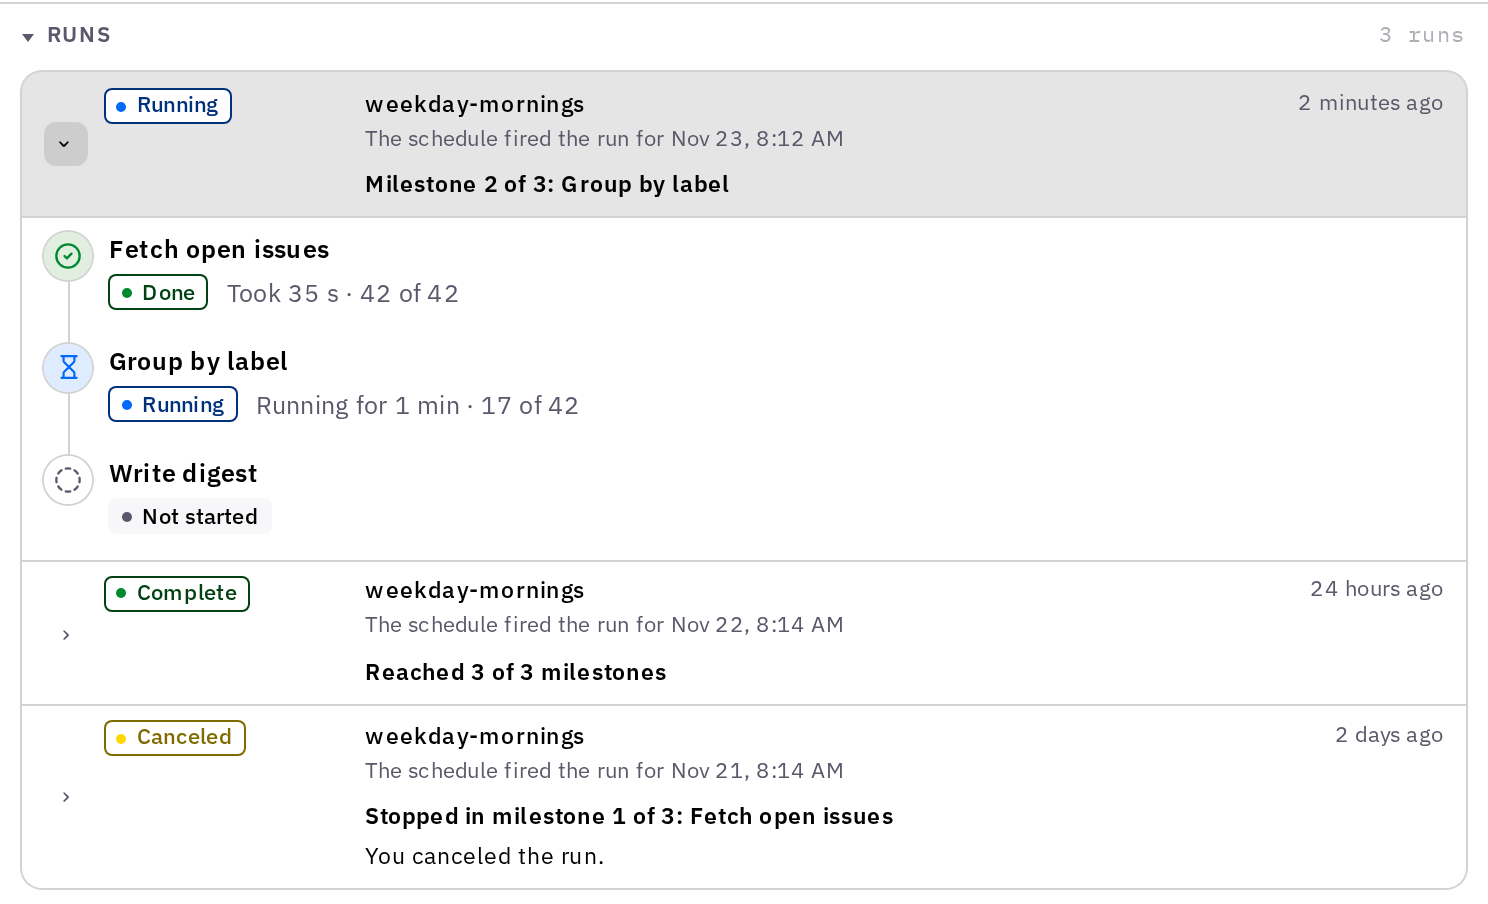 RUNS
3 runs
Running
weekday-mornings
2 minutes ago
The schedule fired the run for Nov 23, 8:12 AM
Milestone 2 of 3: Group by label
Fetch open issues
Done
Took 35 s · 42 of 42
Group by label
Running
Running for 1 min · 17 of 42
Write digest
Not started
Complete
weekday-mornings
24 hours ago
The schedule fired the run for Nov 22, 8:14 AM
Reached 3 of 3 milestones
Canceled
weekday-mornings
2 days ago
The schedule fired the run for Nov 21, 8:14 AM
Stopped in milestone 1 of 3: Fetch open issues
You canceled the run.